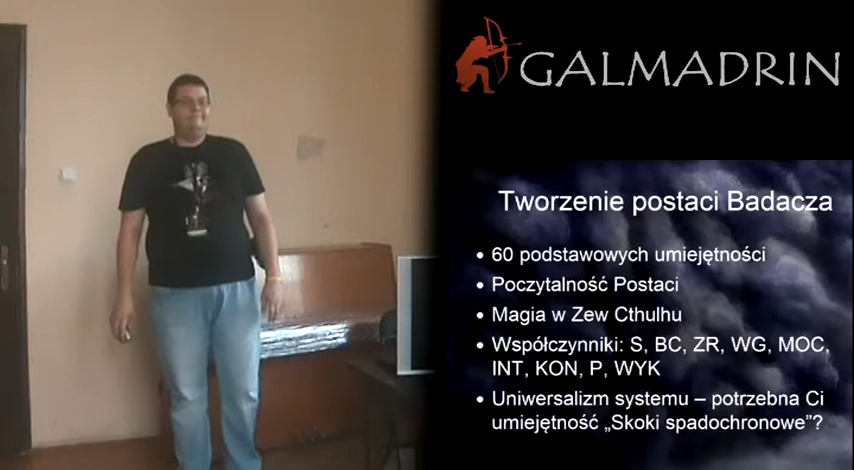 GALMADRIN
Tworzenie postaci Badacza
• 60 podstawowych umiejętności
• Poczytalność Postaci
• Magia w Zew Cthulhu
• Współczynniki: S, BC, ZR, WG, MOC,
INT, KON, P, WYK
• Uniwersalizm systemu – potrzebna Ci
umiejętność „Skoki spadochronowe”?